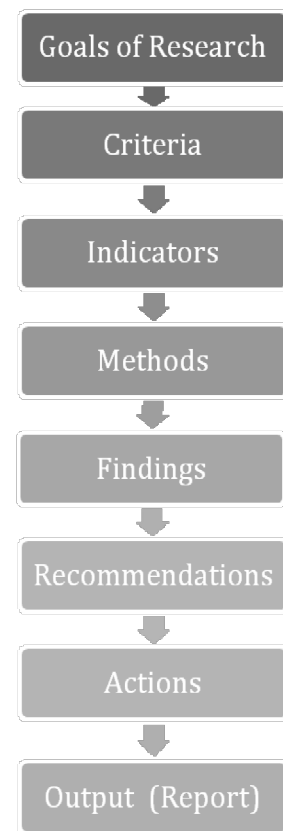 Goals of Research
Criteria
Indicators
Methods
Findings
Recommendations
Actions
Output (Report)